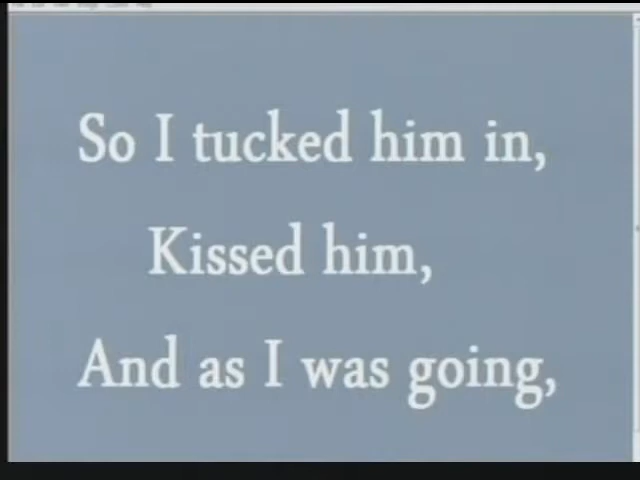 So I tucked him in,
Kissed him,
And as I was going,